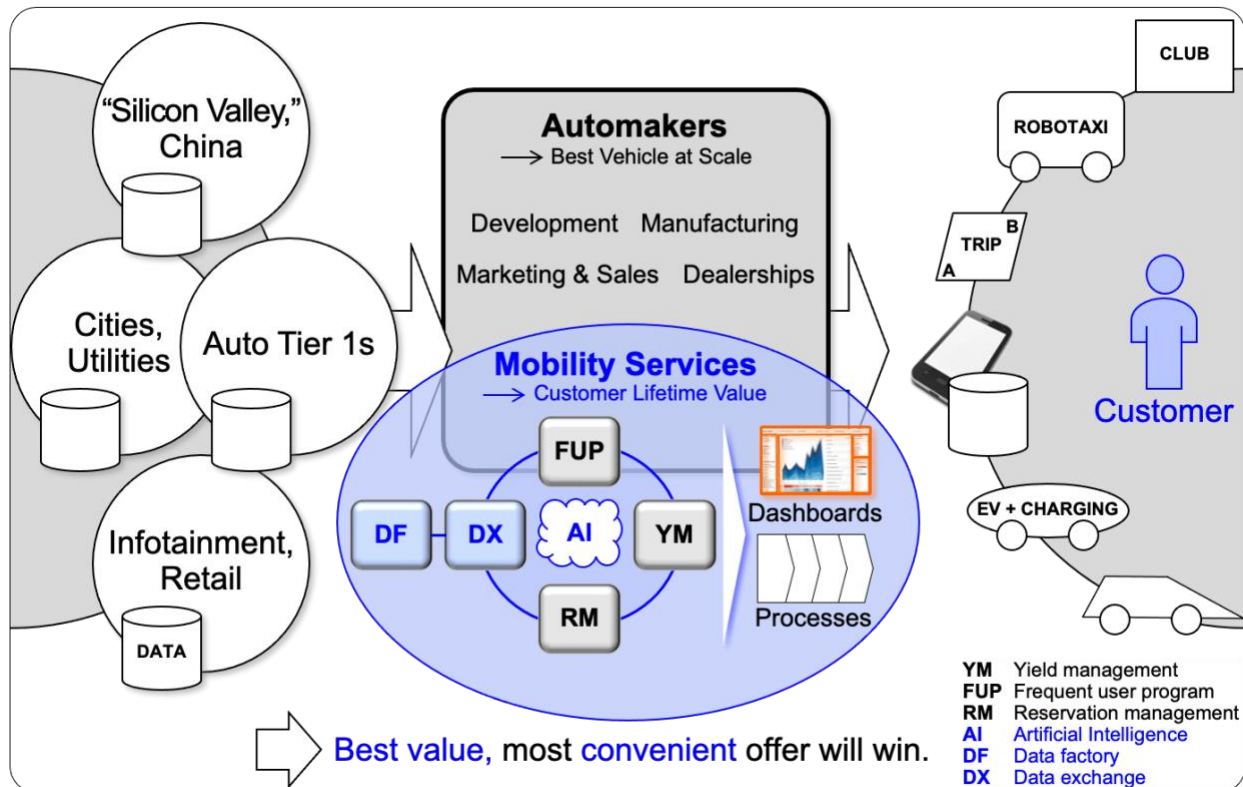 “Silicon Valley,”
China
Cities,
Utilities
Auto Tier 1s
Infotainment,
Retail
DATA
Automakers
→ Best Vehicle at Scale
Development Manufacturing
Marketing & Sales Dealerships
Mobility Services
→ Customer Lifetime Value
FUP
DF
DX
AI
YM
RM
Dashboards
Processes
CLUB
ROBOTAXI
B
TRIP
A
Customer
EV + CHARGING
YM Yield management
FUP Frequent user program
RM Reservation management
AI Artificial Intelligence
DF Data factory
DX Data exchange
Best value, most convenient offer will win.